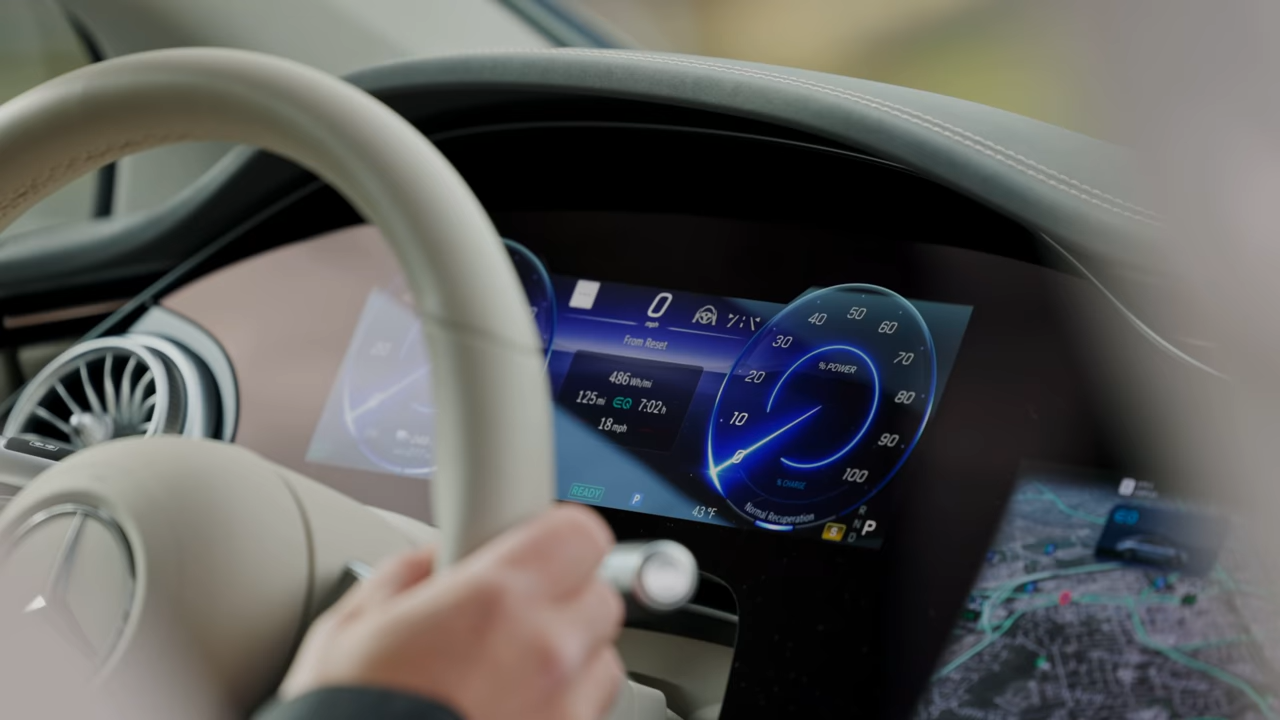 0
mph
From Reset
486 Wh/mi
125 mi EQ 7:02 h
18 mph
READY
P
43 °F
0
10
20
30
40
50
60
70
80
90
100
% POWER
% CHARGE
Normal Recuperation
S
R
N
D
P
EQ